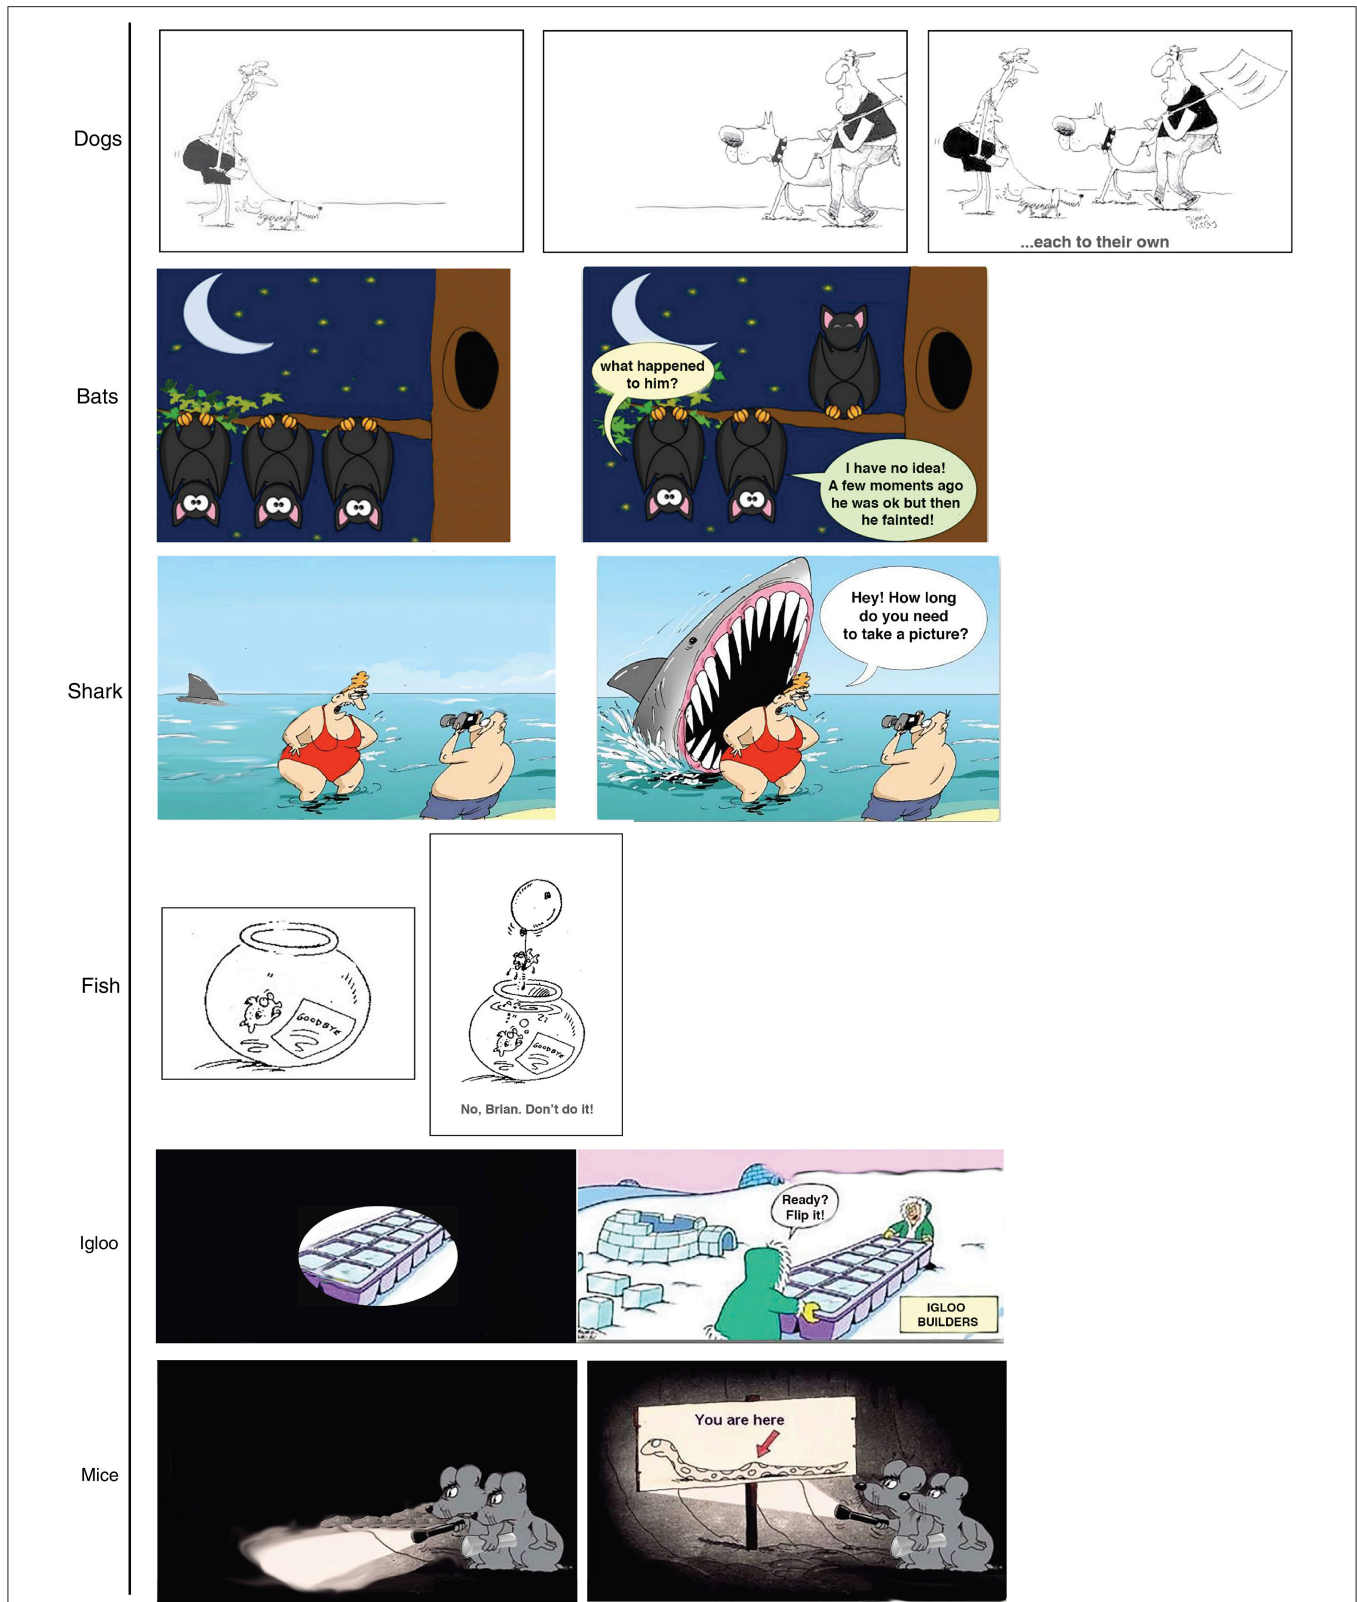 Dogs
Glenn
McCoy
...each to their own
Bats
what happened
to him?
I have no idea!
A few moments ago
he was ok but then
he fainted!
Shark
Hey! How long
do you need
to take a picture?
Fish
GOODBYE
GOODBYE
No, Brian. Don't do it!
Igloo
Ready?
Flip it!
IGLOO
BUILDERS
Mice
You are here